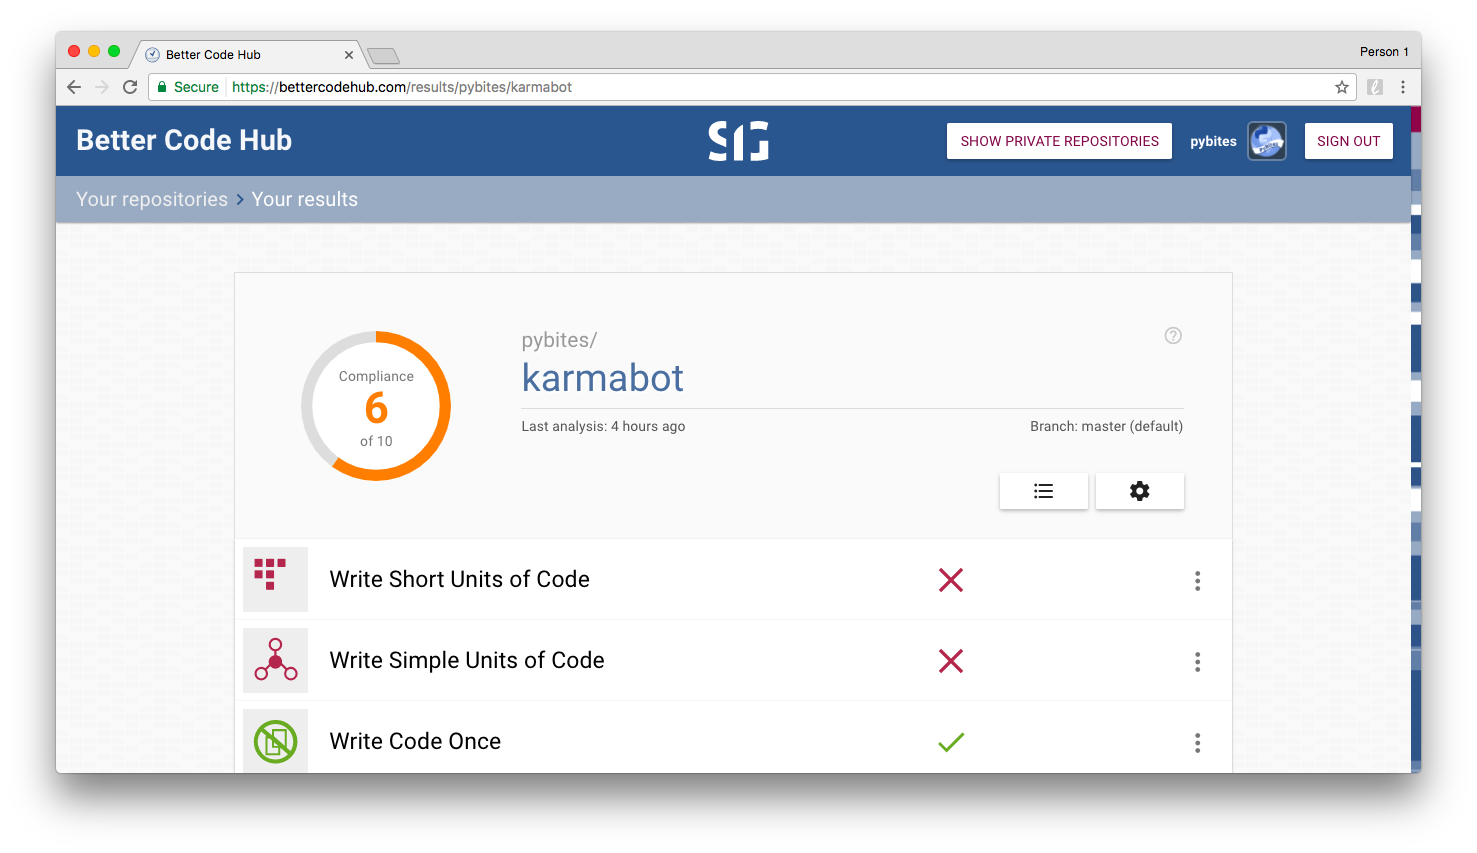 Better Code Hub
Person 1
Secure
https://bettercodehub.com/results/pybites/karmabot
Better Code Hub
SIG
SHOW PRIVATE REPOSITORIES
pybites
SIGN OUT
Your repositories > Your results
Compliance
6
of 10
pybites/
karmabot
Last analysis: 4 hours ago
Branch: master (default)
Write Short Units of Code
Write Simple Units of Code
Write Code Once